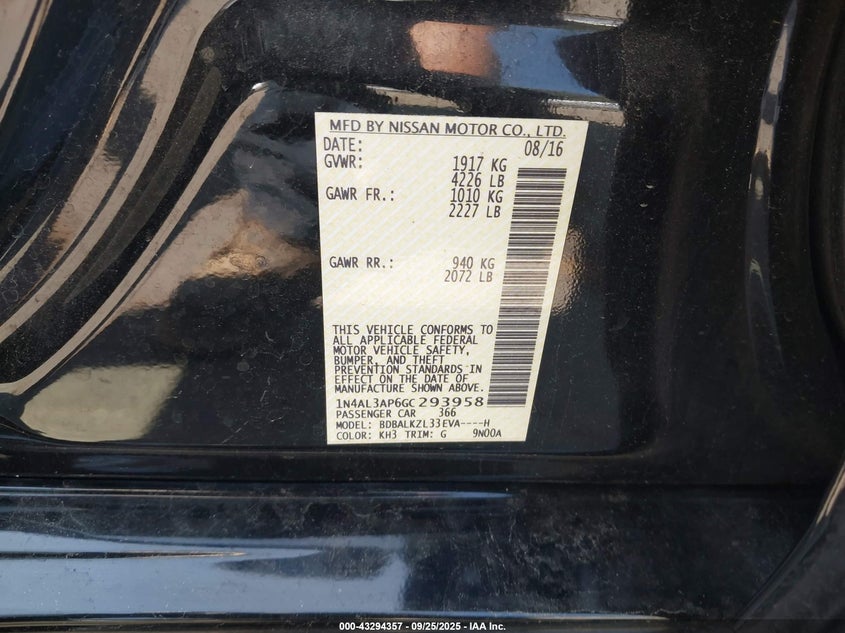 MFD BY NISSAN MOTOR CO., LTD.
DATE: 08/16
GVWR: 1917 KG
4226 LB
GAWR FR.: 1010 KG
2227 LB
GAWR RR.: 940 KG
2072 LB
THIS VEHICLE CONFORMS TO
ALL APPLICABLE FEDERAL
MOTOR VEHICLE SAFETY,
BUMPER, AND THEFT
PREVENTION STANDARDS IN
EFFECT ON THE DATE OF
MANUFACTURE SHOWN ABOVE.
1N4AL3AP6GC293958
PASSENGER CAR 366
MODEL: BDBALKZL33EVA----H
COLOR: KH3 TRIM: G 9N00A
000-43294357 - 09/25/2025 - IAA Inc.